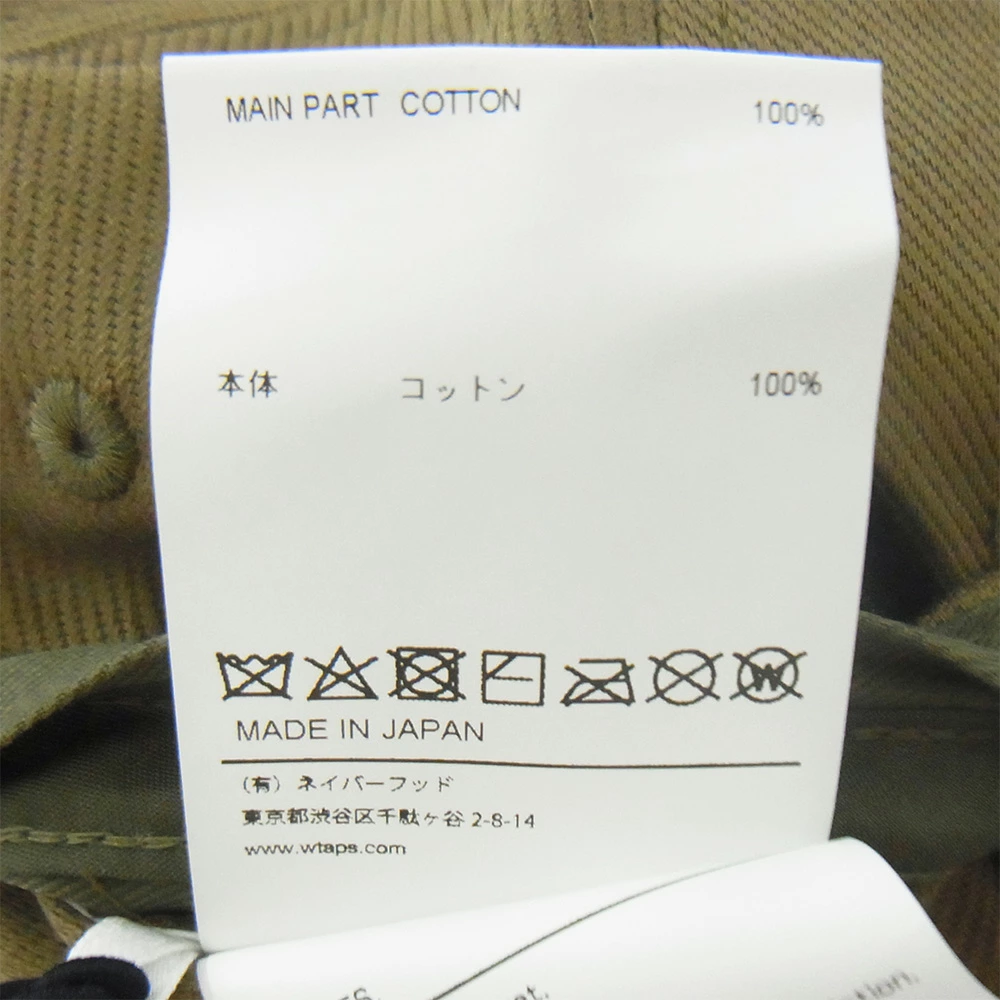 MAIN PART COTTON 100%
本体 コットン 100%
W
MADE IN JAPAN
(有) ネイバーフッド
東京都渋谷区千駄ヶ谷 2-8-14
www.wtaps.com